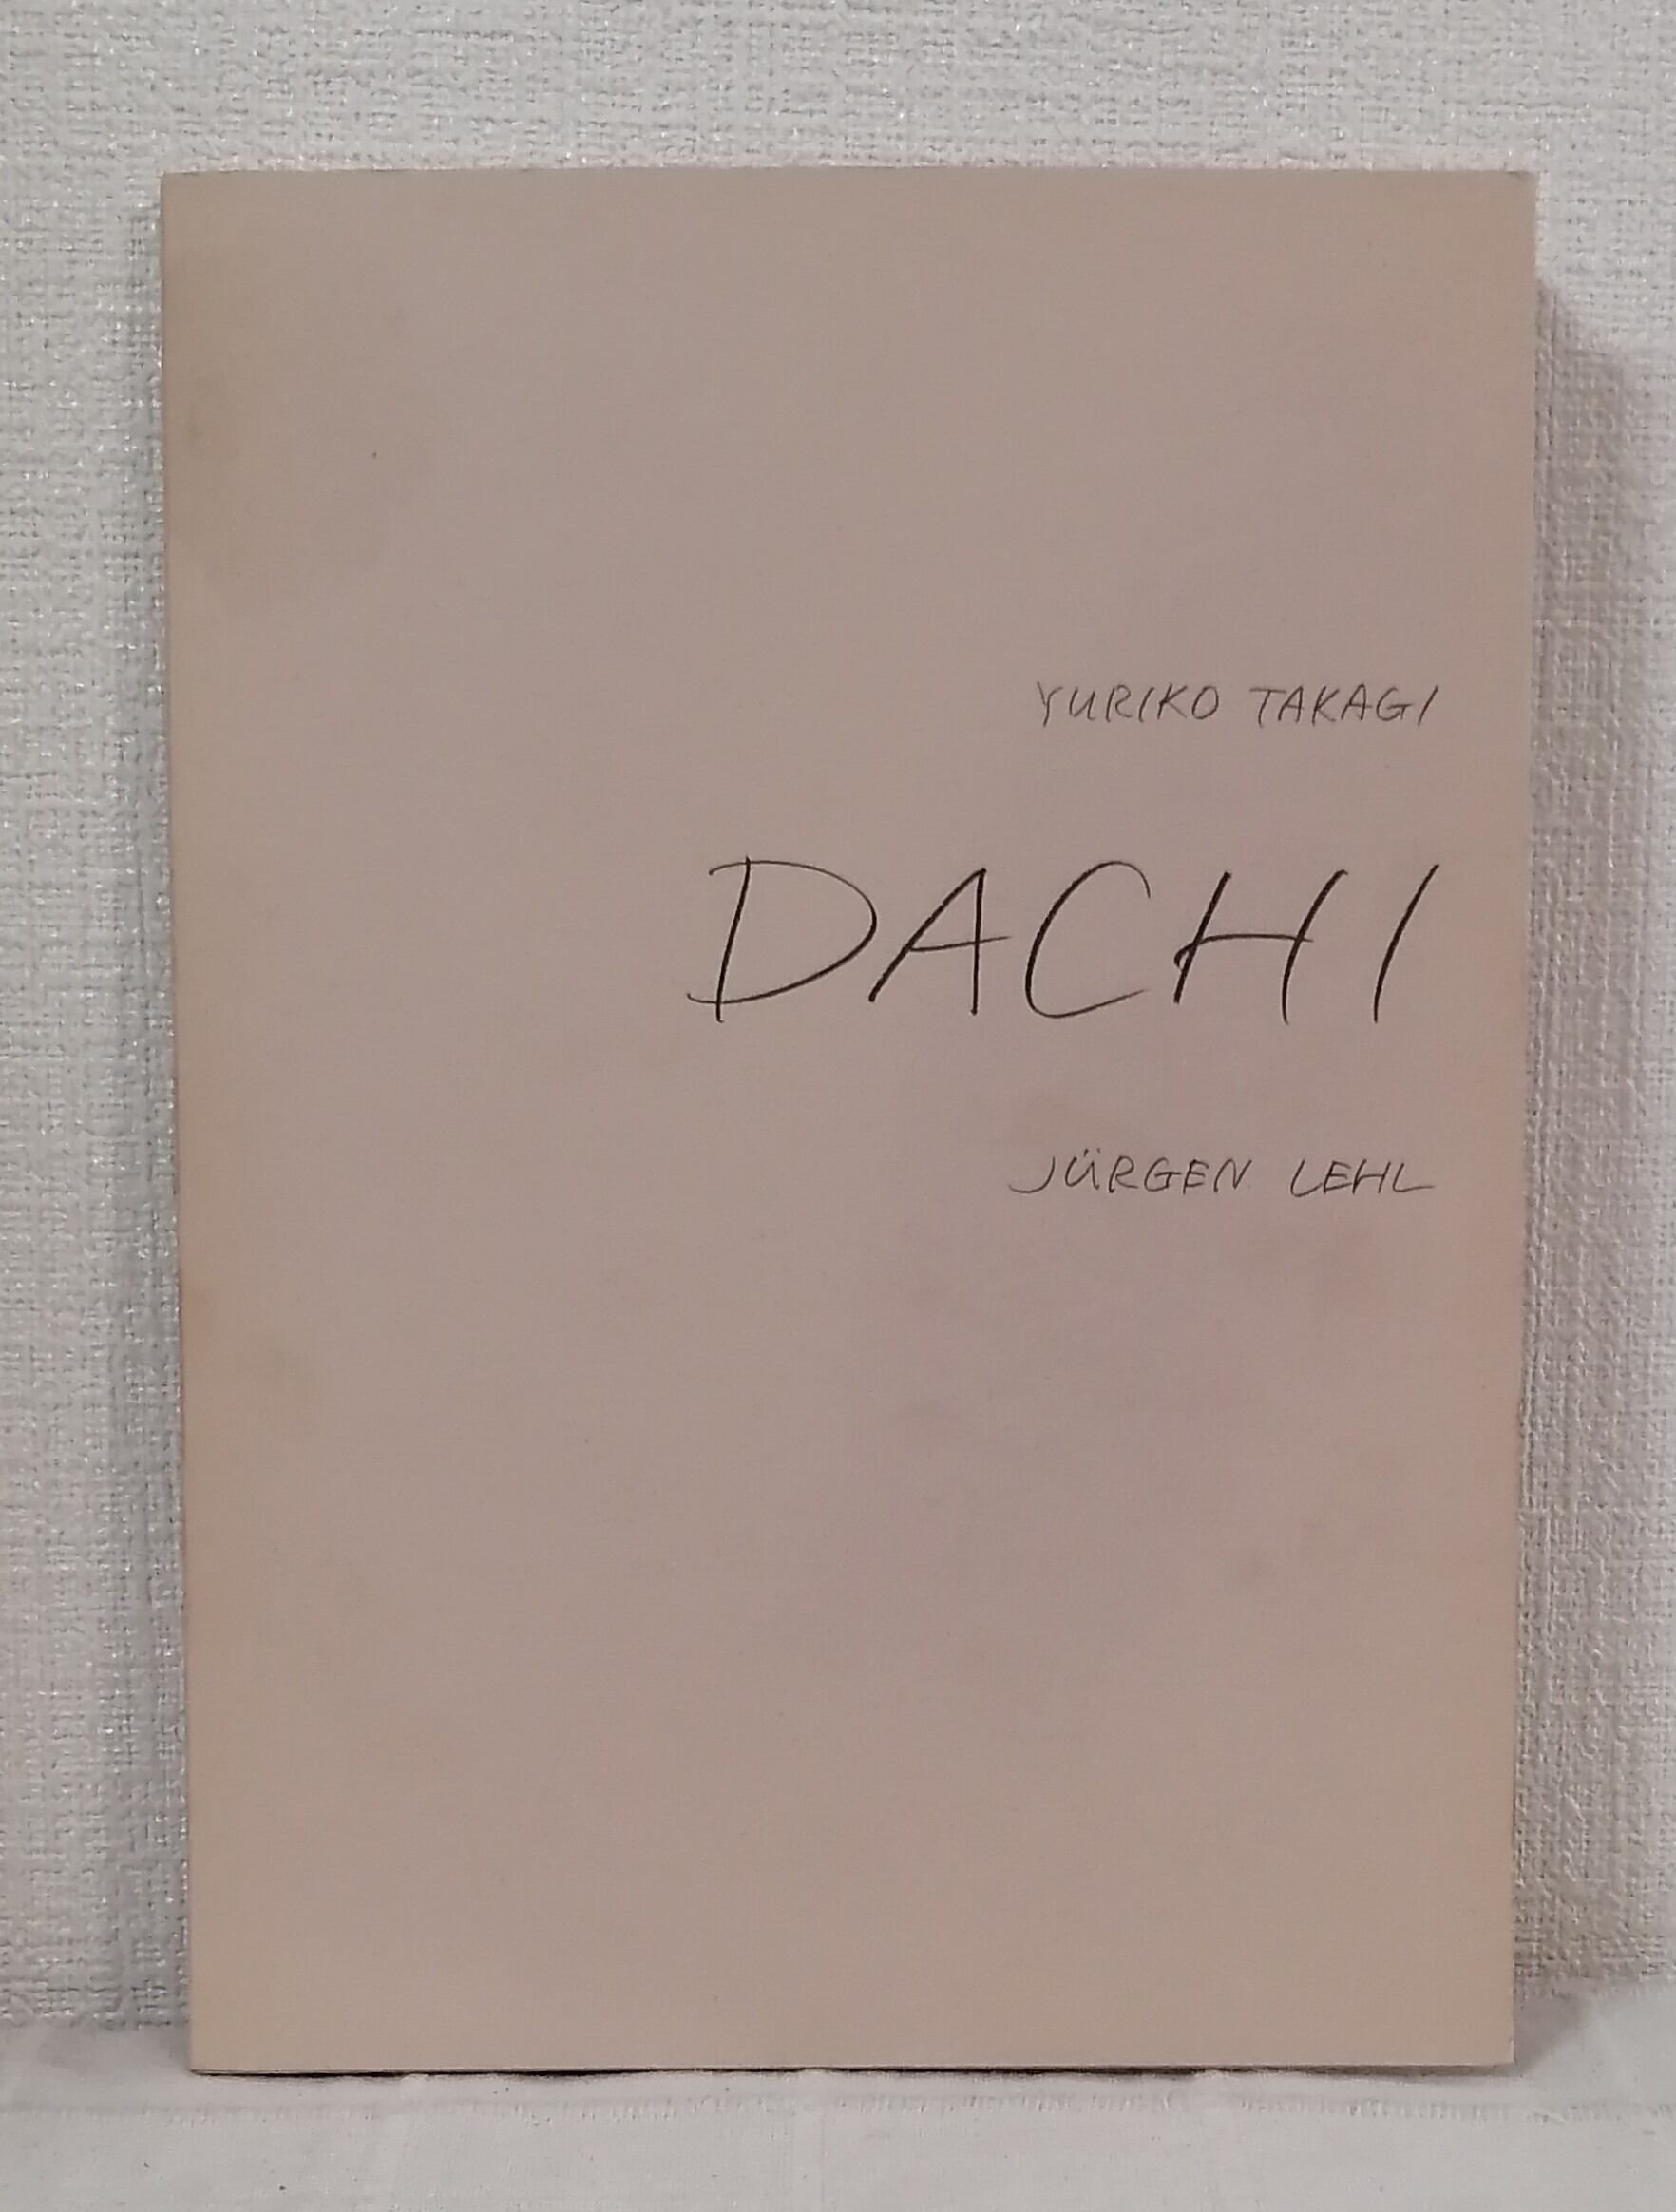 YURIKO TAKAGI
DACHI
JÜRGEN LEHL